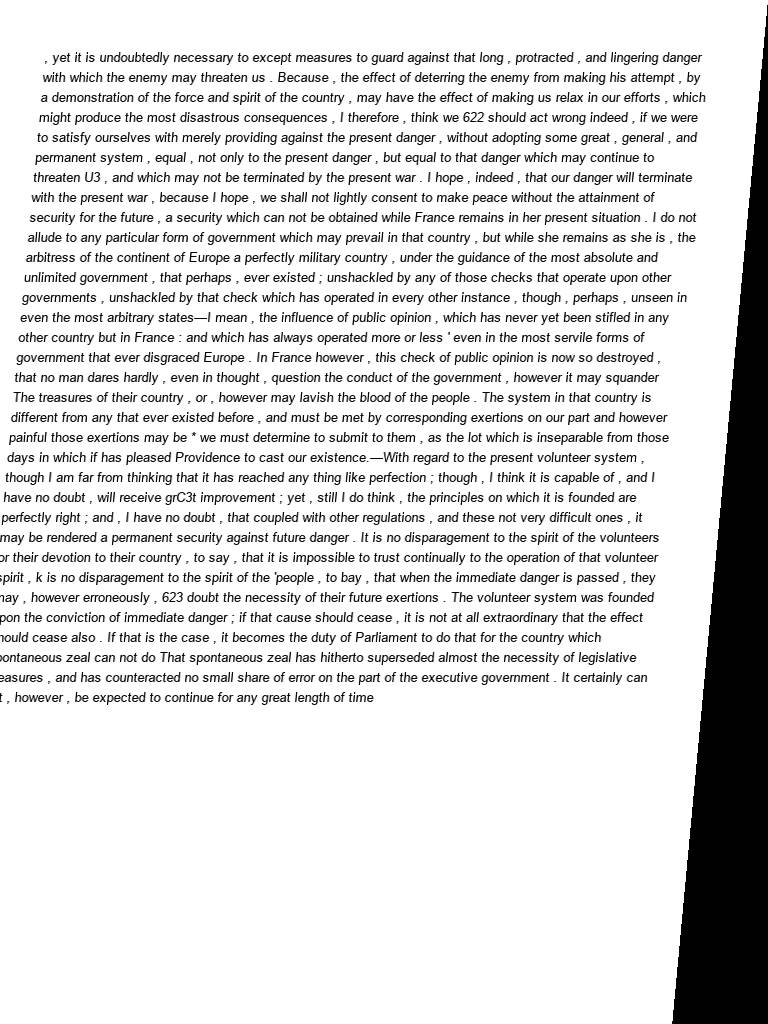 , yet it is undoubtedly necessary to except measures to guard against that long , protracted , and lingering danger
with which the enemy may threaten us . Because , the effect of deterring the enemy from making his attempt , by
a demonstration of the force and spirit of the country , may have the effect of making us relax in our efforts , which
might produce the most disastrous consequences , I therefore , think we 622 should act wrong indeed , if we were
to satisfy ourselves with merely providing against the present danger , without adopting some great , general , and
permanent system , equal , not only to the present danger , but equal to that danger which may continue to
threaten U3 , and which may not be terminated by the present war . I hope , indeed , that our danger will terminate
with the present war , because I hope , we shall not lightly consent to make peace without the attainment of
security for the future , a security which can not be obtained while France remains in her present situation . I do not
allude to any particular form of government which may prevail in that country , but while she remains as she is , the
arbitress of the continent of Europe a perfectly military country , under the guidance of the most absolute and
unlimited government , that perhaps , ever existed ; unshackled by any of those checks that operate upon other
governments , unshackled by that check which has operated in every other instance , though , perhaps , unseen in
even the most arbitrary states—I mean , the influence of public opinion , which has never yet been stifled in any
other country but in France : and which has always operated more or less ' even in the most servile forms of
government that ever disgraced Europe . In France however , this check of public opinion is now so destroyed ,
that no man dares hardly , even in thought , question the conduct of the government , however it may squander
The treasures of their country , or , however may lavish the blood of the people . The system in that country is
different from any that ever existed before , and must be met by corresponding exertions on our part and however
painful those exertions may be * we must determine to submit to them , as the lot which is inseparable from those
days in which if has pleased Providence to cast our existence.—With regard to the present volunteer system ,
though I am far from thinking that it has reached any thing like perfection ; though , I think it is capable of , and I
have no doubt , will receive grC3t improvement ; yet , still I do think , the principles on which it is founded are
perfectly right ; and , I have no doubt , that coupled with other regulations , and these not very difficult ones , it
may be rendered a permanent security against future danger . It is no disparagement to the spirit of the volunteers
or their devotion to their country , to say , that it is impossible to trust continually to the operation of that volunteer
spirit , k is no disparagement to the spirit of the 'people , to bay , that when the immediate danger is passed , they
may , however erroneously , 623 doubt the necessity of their future exertions . The volunteer system was founded
pon the conviction of immediate danger ; if that cause should cease , it is not at all extraordinary that the effect
hould cease also . If that is the case , it becomes the duty of Parliament to do that for the country which
pontaneous zeal can not do That spontaneous zeal has hitherto superseded almost the necessity of legislative
easures , and has counteracted no small share of error on the part of the executive government . It certainly can
t , however , be expected to continue for any great length of time